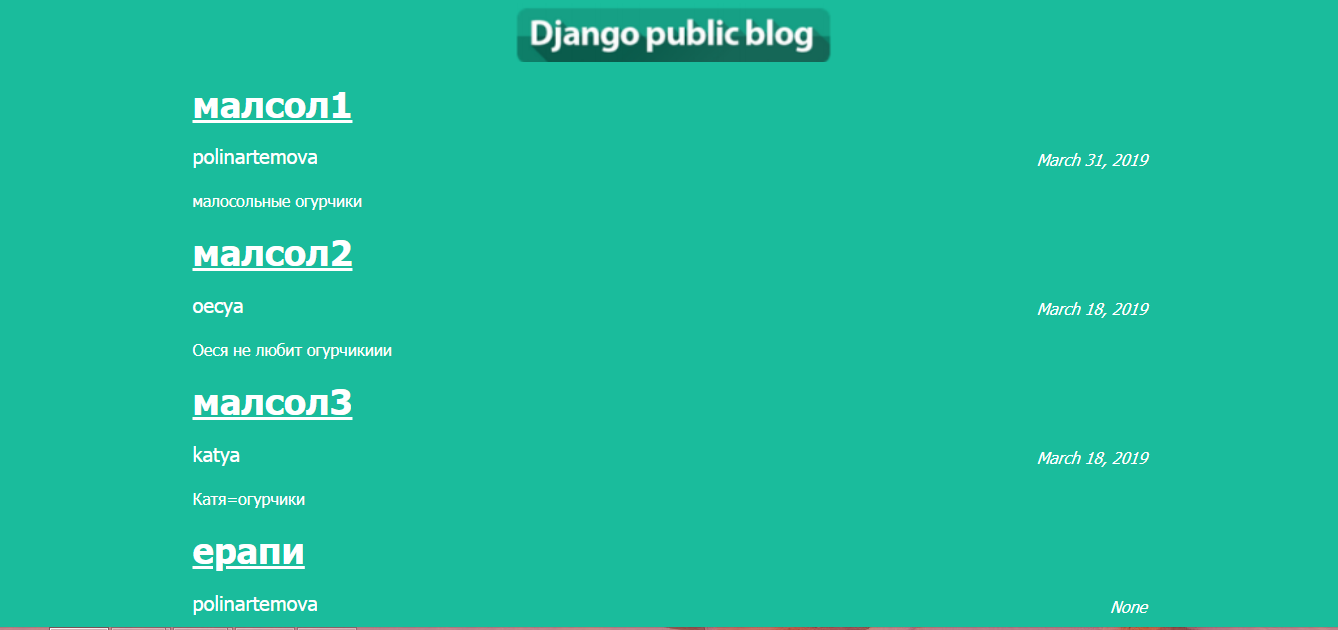 Django public blog
малсол1
polinartemova March 31, 2019
малосольные огурчики
малсол2
oecya March 18, 2019
Оеся не любит огурчикиии
малсол3
katya March 18, 2019
Катя=огурчики
ерапи
polinartemova None